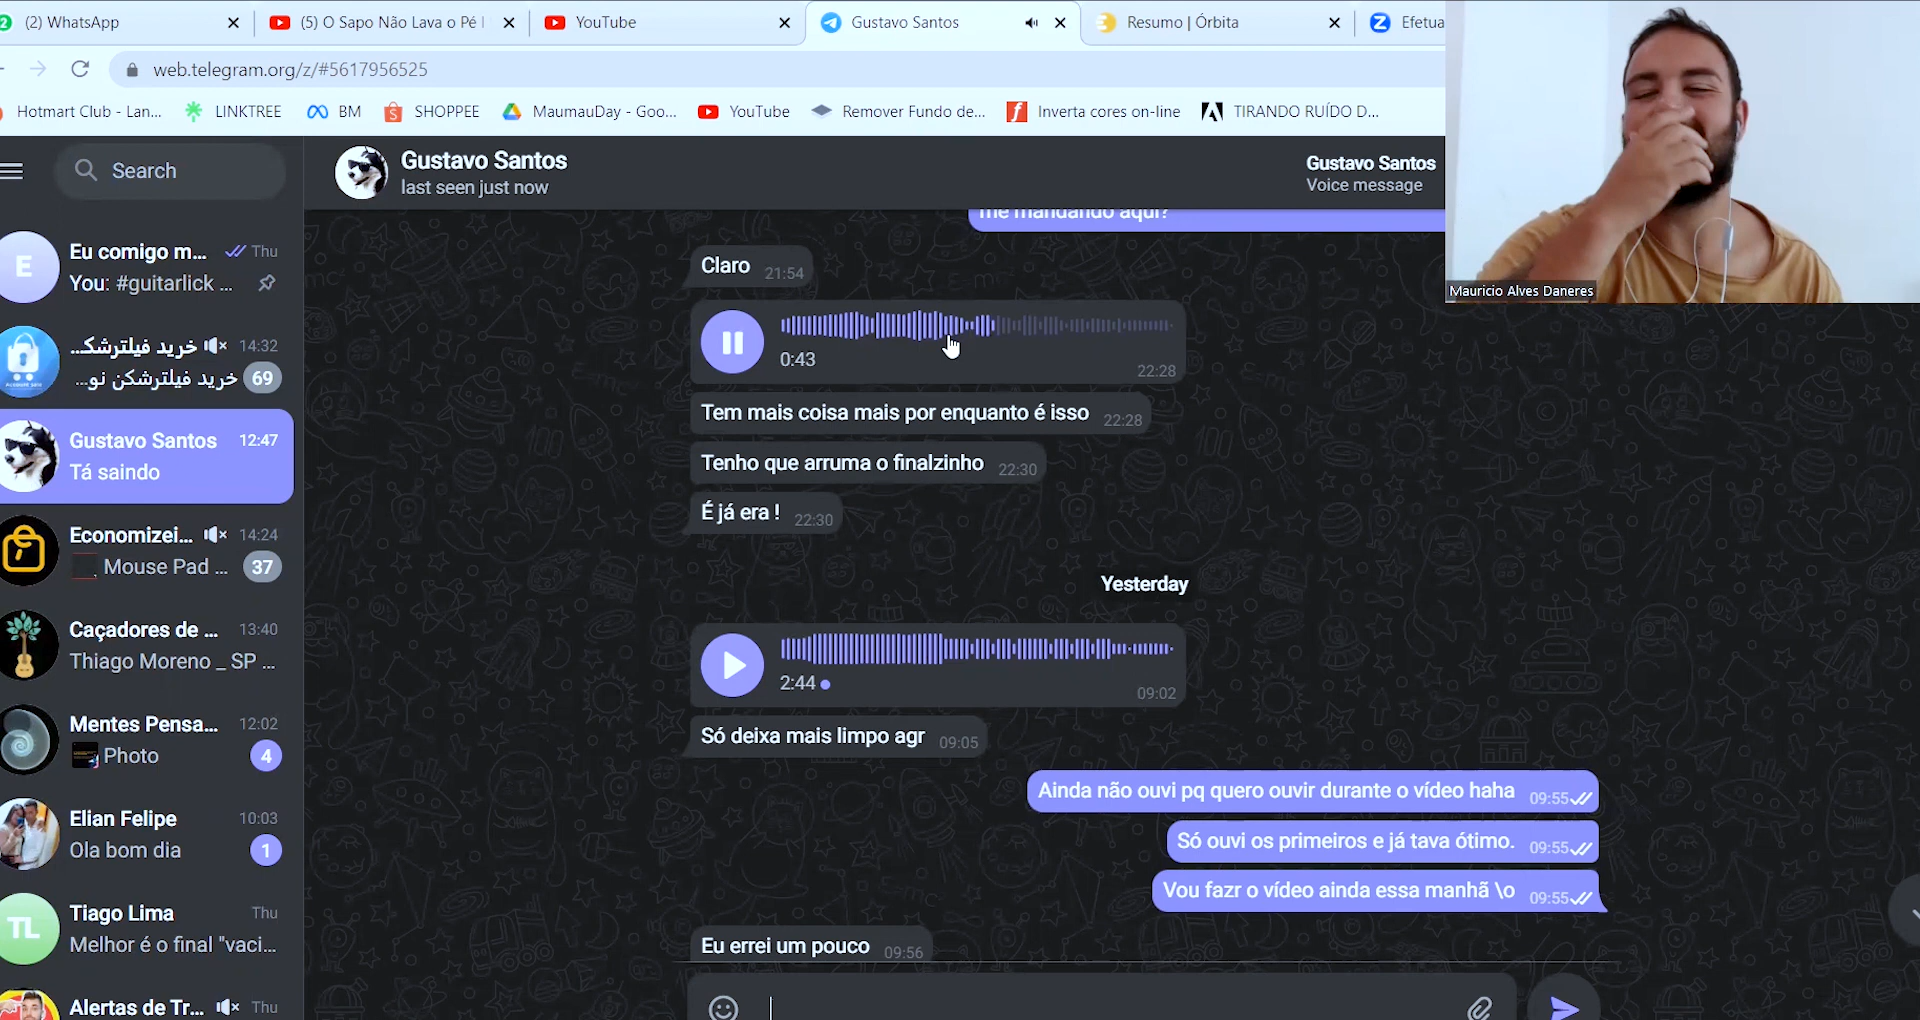 (2) WhatsApp
(5) O Sapo Não Lava o Pé |
YouTube
Gustavo Santos
Resumo | Órbita
Efetua
web.telegram.org/z/#5617956525
Hotmart Club - Lan...
LINKTREE
BM
SHOPPEE
MaumauDay - Goo...
YouTube
Remover Fundo de...
Inverta cores on-line
TIRANDO RUÍDO D...
Search
Gustavo Santos
last seen just now
Gustavo Santos
Voice message
Mauricio Alves Daneres
E
Eu comigo m...
Thu
You: #guitarlick ...
خرید فیلترشک...
14:32
خرید فیلترشکن نو...
69
Gustavo Santos
12:47
Tá saindo
Economizei...
14:24
Mouse Pad ...
37
Caçadores de ...
13:40
Thiago Moreno _ SP ...
Mentes Pensa...
12:02
Photo
4
Elian Felipe
10:03
Ola bom dia
1
TL
Tiago Lima
Thu
Melhor é o final "vaci...
Alertas de Tr...
Thu
me mandando aqui?
Claro 21:54
0:43
22:28
Tem mais coisa mais por enquanto é isso 22:28
Tenho que arruma o finalzinho 22:30
É já era ! 22:30
Yesterday
2:44
09:02
Só deixa mais limpo agr 09:05
Ainda não ouvi pq quero ouvir durante o vídeo haha 09:55
Só ouvi os primeiros e já tava ótimo. 09:55
Vou fazr o vídeo ainda essa manhã \o 09:55
Eu errei um pouco 09:56